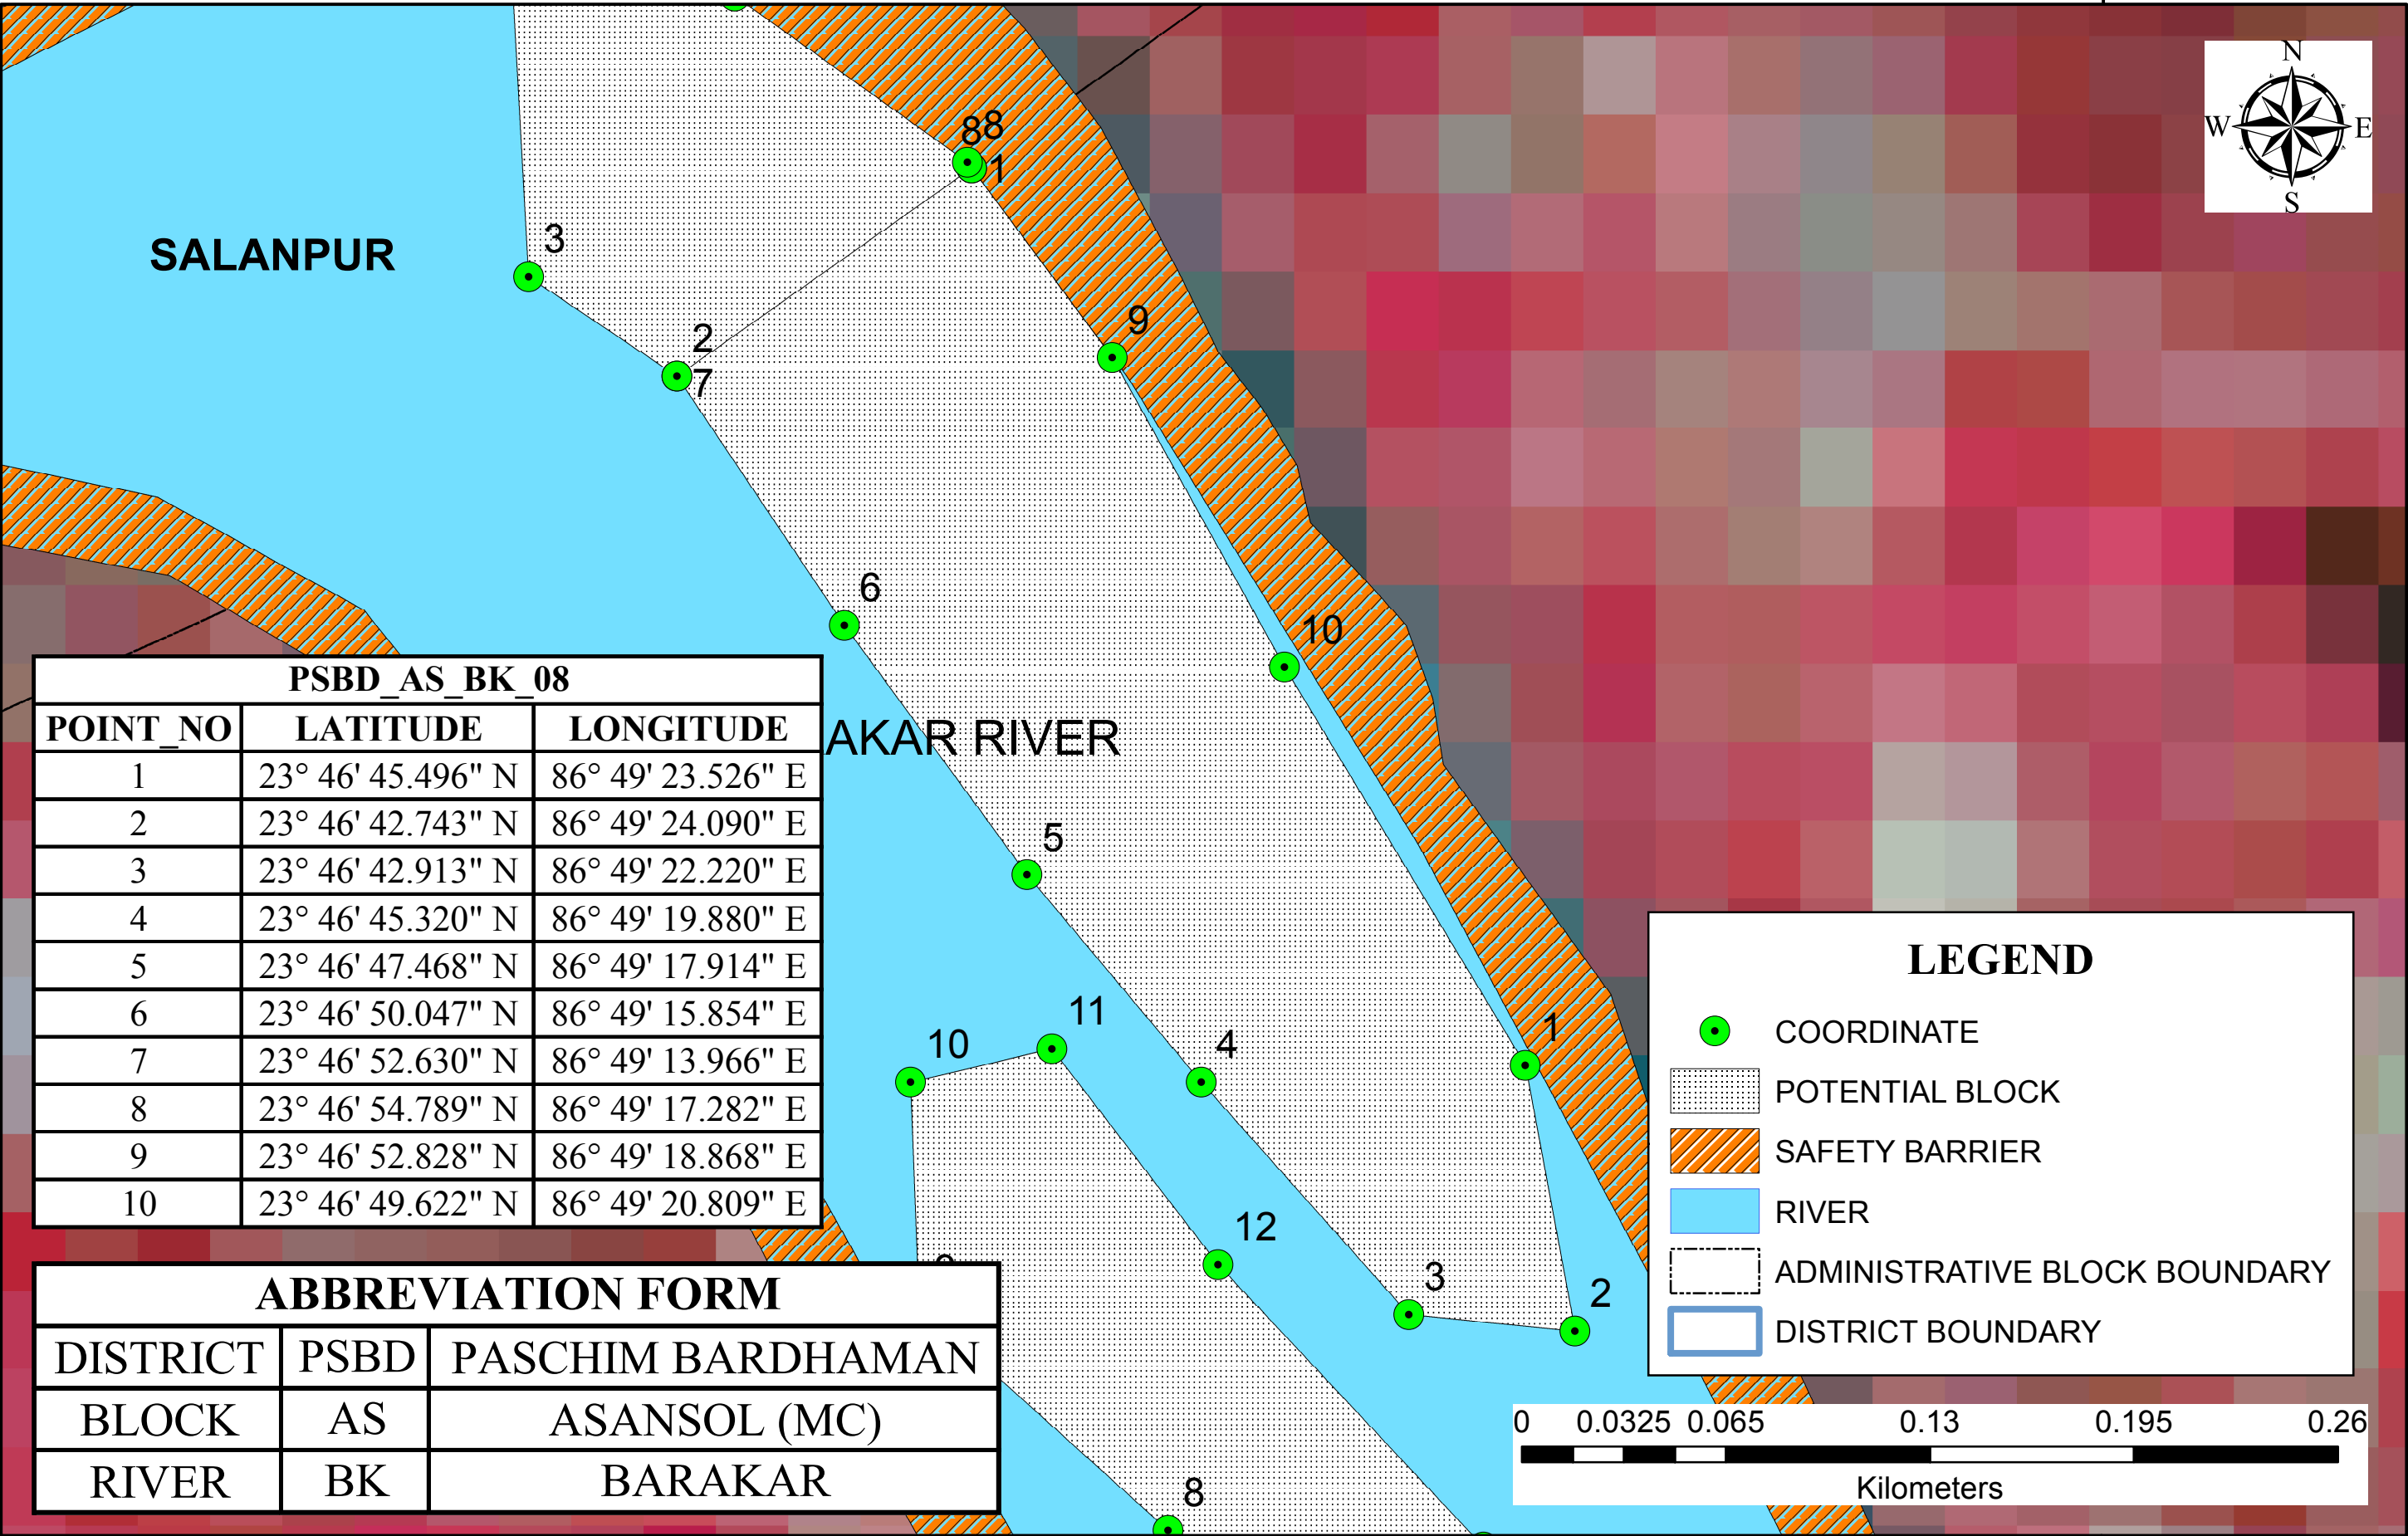 N
W E
S
88
1
SALANPUR
3
2
7
9
6
10
AKAR RIVER
5
11
10
4
1
12
3
2
8
PSBD_AS_BK_08
POINT_NO LATITUDE LONGITUDE
1 23° 46' 45.496" N 86° 49' 23.526" E
2 23° 46' 42.743" N 86° 49' 24.090" E
3 23° 46' 42.913" N 86° 49' 22.220" E
4 23° 46' 45.320" N 86° 49' 19.880" E
5 23° 46' 47.468" N 86° 49' 17.914" E
6 23° 46' 50.047" N 86° 49' 15.854" E
7 23° 46' 52.630" N 86° 49' 13.966" E
8 23° 46' 54.789" N 86° 49' 17.282" E
9 23° 46' 52.828" N 86° 49' 18.868" E
10 23° 46' 49.622" N 86° 49' 20.809" E
ABBREVIATION FORM
DISTRICT PSBD PASCHIM BARDHAMAN
BLOCK AS ASANSOL (MC)
RIVER BK BARAKAR
LEGEND
COORDINATE
POTENTIAL BLOCK
SAFETY BARRIER
RIVER
ADMINISTRATIVE BLOCK BOUNDARY
DISTRICT BOUNDARY
0 0.0325 0.065 0.13 0.195 0.26
Kilometers